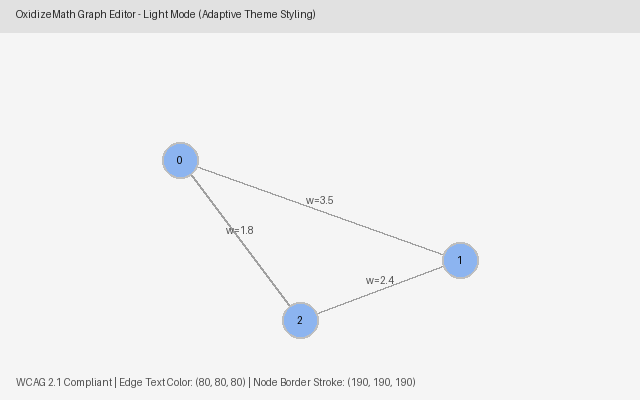 OxidizeMath Graph Editor - Light Mode (Adaptive Theme Styling)
0
w=3.5
w=1.8
1
w=2.4
2
WCAG 2.1 Compliant | Edge Text Color: (80, 80, 80) | Node Border Stroke: (190, 190, 190)